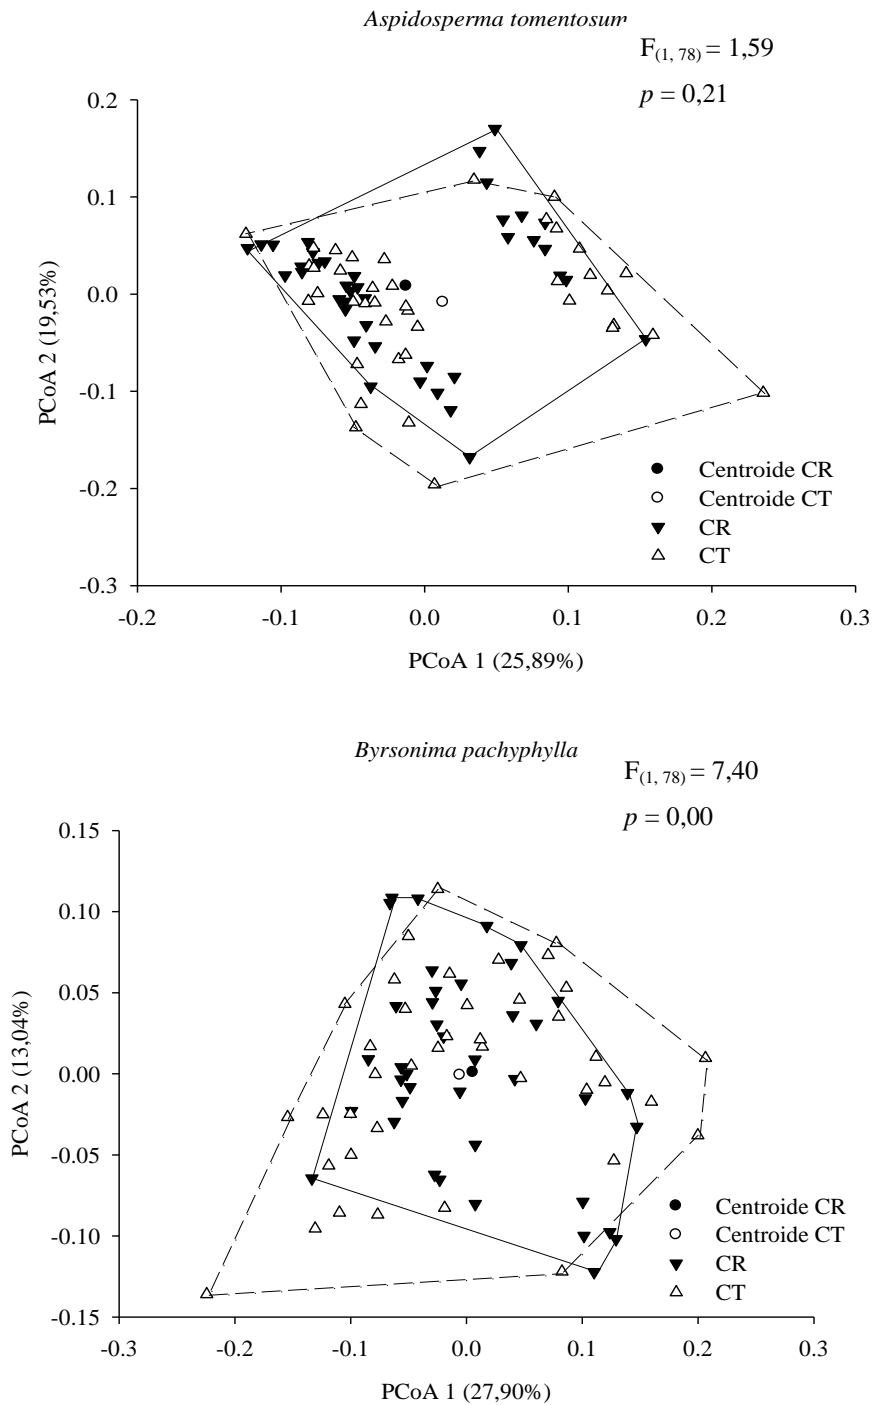 Aspidosperma tomentosum
F(1, 78) = 1,59
p = 0,21
0.2
0.1
0.0
-0.1
-0.2
-0.3
PCoA 2 (19,53%)
Centroide CR
Centroide CT
CR
CT
-0.2 -0.1 0.0 0.1 0.2 0.3
PCoA 1 (25,89%)
Byrsonima pachyphylla
F(1, 78) = 7,40
p = 0,00
0.15
0.10
0.05
0.00
-0.05
-0.10
-0.15
PCoA 2 (13,04%)
Centroide CR
Centroide CT
CR
CT
-0.3 -0.2 -0.1 0.0 0.1 0.2 0.3
PCoA 1 (27,90%)